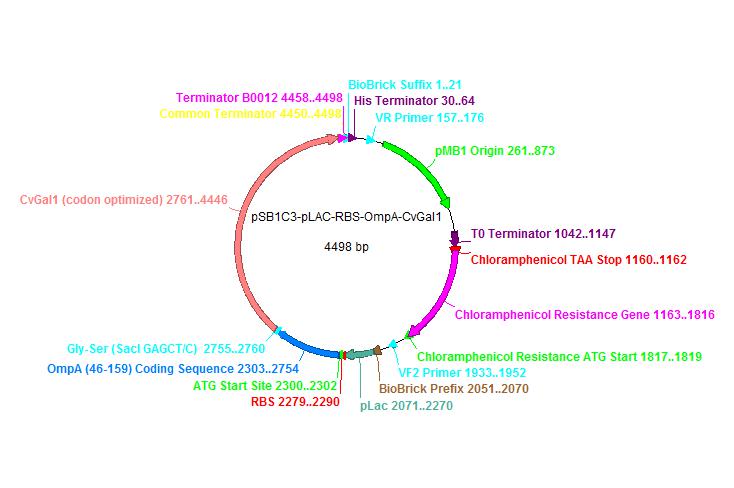 BioBrick Suffix 1..21
Terminator B0012 4458..4498
His Terminator 30..64
Common Terminator 4450..4498
VR Primer 157..176
pMB1 Origin 261..873
CvGal1 (codon optimized) 2761..4446
pSB1C3-pLAC-RBS-OmpA-CvGal1
T0 Terminator 1042..1147
4498 bp
Chloramphenicol TAA Stop 1160..1162
Chloramphenicol Resistance Gene 1163..1816
Gly-Ser (SacI GAGCT/C) 2755..2760
Chloramphenicol Resistance ATG Start 1817..1819
OmpA (46-159) Coding Sequence 2303..2754
VF2 Primer 1933..1952
ATG Start Site 2300..2302
BioBrick Prefix 2051..2070
RBS 2279..2290
pLac 2071..2270